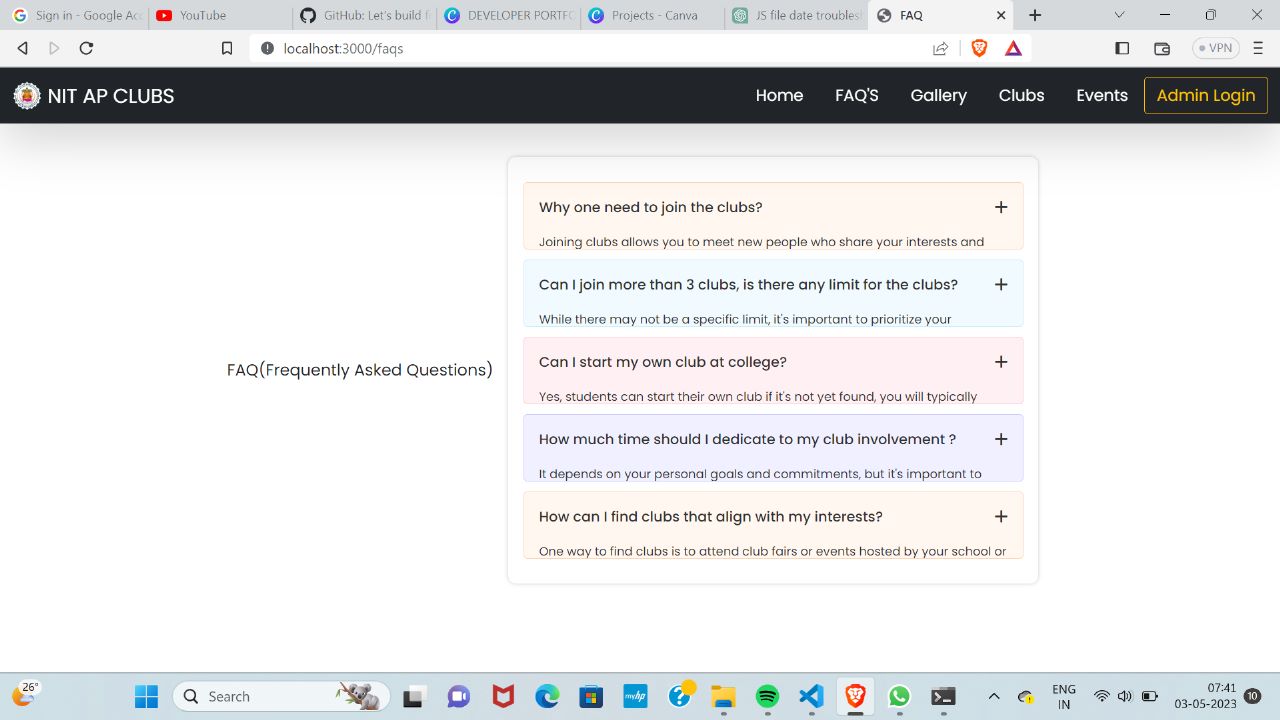 Sign in - Google Acc
YouTube
GitHub: Let's build f
DEVELOPER PORTFO
Projects - Canva
JS file date troubles
FAQ
localhost:3000/faqs
VPN
NIT AP CLUBS
Home
FAQ'S
Gallery
Clubs
Events
Admin Login
FAQ(Frequently Asked Questions)
Why one need to join the clubs?
Joining clubs allows you to meet new people who share your interests and
Can I join more than 3 clubs, is there any limit for the clubs?
While there may not be a specific limit, it's important to prioritize your
Can I start my own club at college?
Yes, students can start their own club if it's not yet found, you will typically
How much time should I dedicate to my club involvement ?
It depends on your personal goals and commitments, but it's important to
How can I find clubs that align with my interests?
One way to find clubs is to attend club fairs or events hosted by your school or
26°
Search
myhp
ENG
IN
07:41
03-05-2023
10